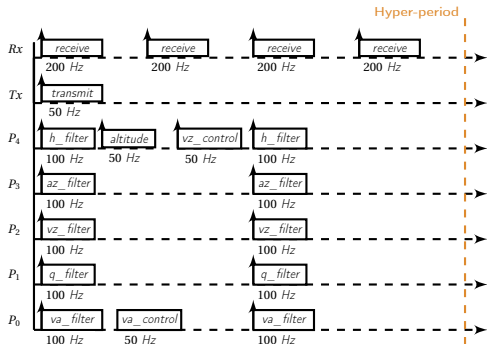 Hyper-period
Rx receive receive receive receive
200 Hz 200 Hz 200 Hz 200 Hz
Tx transmit
50 Hz
P4 h_filter altitude vz_control h_filter
100 Hz 50 Hz 50 Hz 100 Hz
P3 az_filter az_filter
100 Hz 100 Hz
P2 vz_filter vz_filter
100 Hz 100 Hz
P1 q_filter q_filter
100 Hz 100 Hz
P0 va_filter va_control va_filter
100 Hz 50 Hz 100 Hz